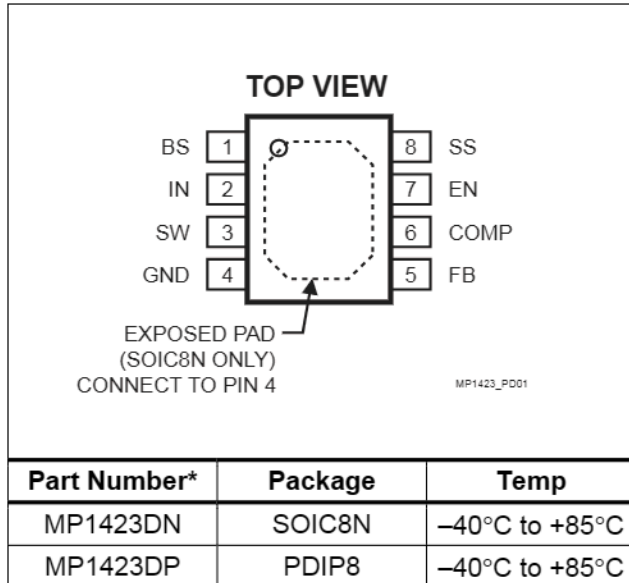 TOP VIEW
BS 1 8 SS
IN 2 7 EN
SW 3 6 COMP
GND 4 5 FB
EXPOSED PAD
(SOIC8N ONLY)
CONNECT TO PIN 4
MP1423_PD01
Part Number* Package Temp
MP1423DN SOIC8N –40°C to +85°C
MP1423DP PDIP8 –40°C to +85°C